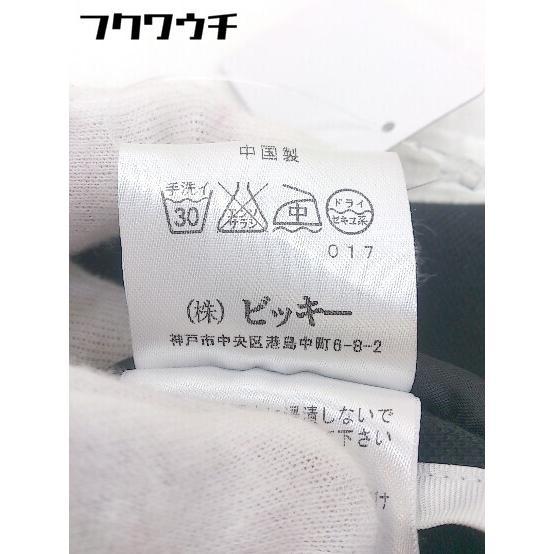 フクワウチ
中国製
手洗イ
30
エンソ
サラシ
中
ドライ
セキユ系
017
(株) ビッキー
神戸市中央区港島中町6-8-2
漬しないで
下さい
け